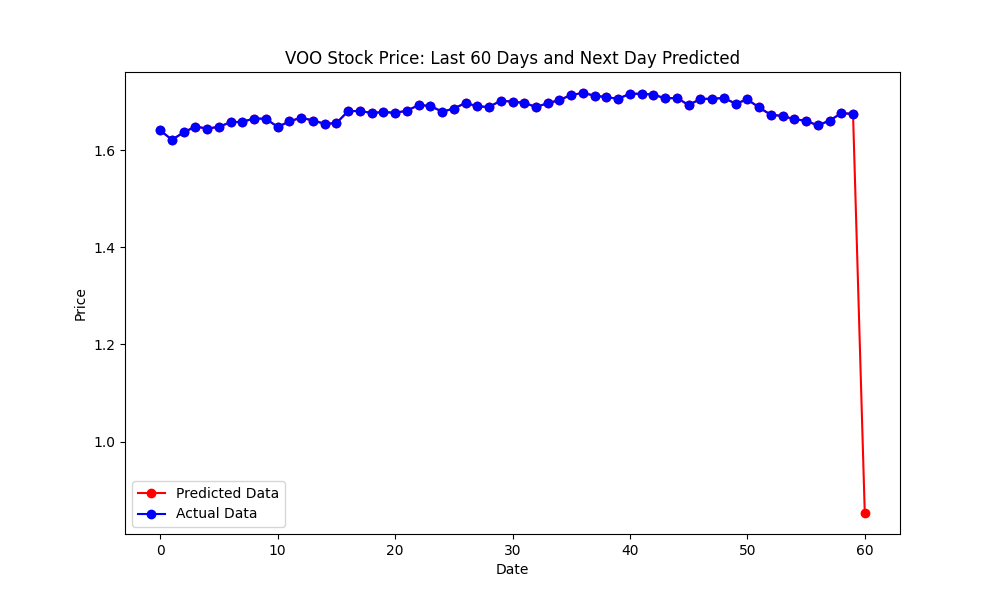 VOO Stock Price: Last 60 Days and Next Day Predicted
Price
1.6
1.4
1.2
1.0
Predicted Data
Actual Data
0 10 20 30 40 50 60
Date